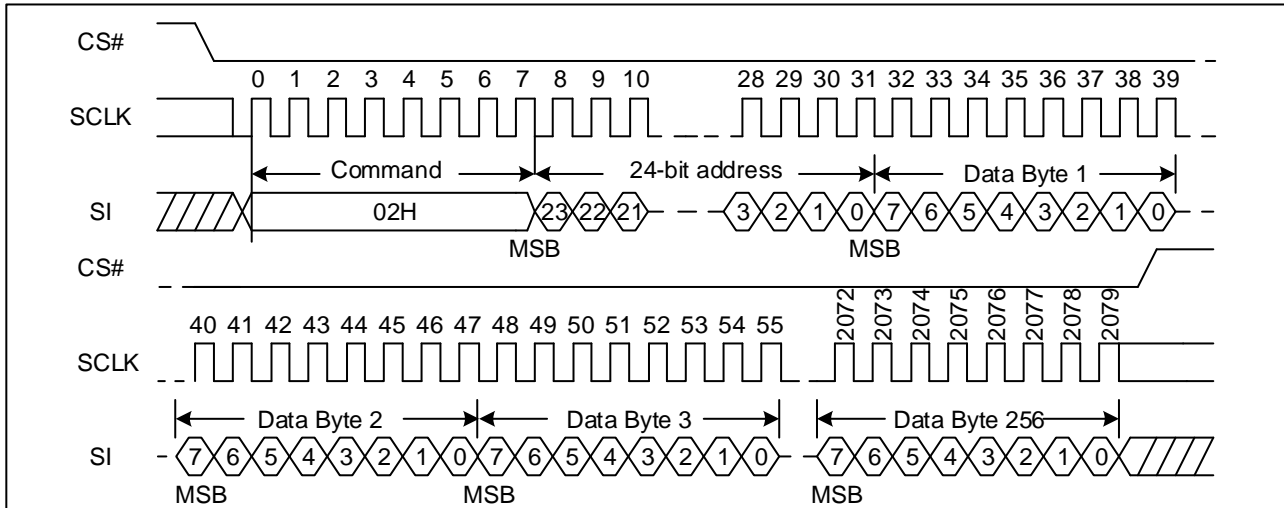 CS#
0 1 2 3 4 5 6 7 8 9 10 28 29 30 31 32 33 34 35 36 37 38 39
SCLK
Command 24-bit address Data Byte 1
SI 02H 23 22 21 3 2 1 0 7 6 5 4 3 2 1 0
MSB MSB
CS#
40 41 42 43 44 45 46 47 48 49 50 51 52 53 54 55 2072 2073 2074 2075 2076 2077 2078 2079
SCLK
Data Byte 2 Data Byte 3 Data Byte 256
SI 7 6 5 4 3 2 1 0 7 6 5 4 3 2 1 0 7 6 5 4 3 2 1 0
MSB MSB MSB